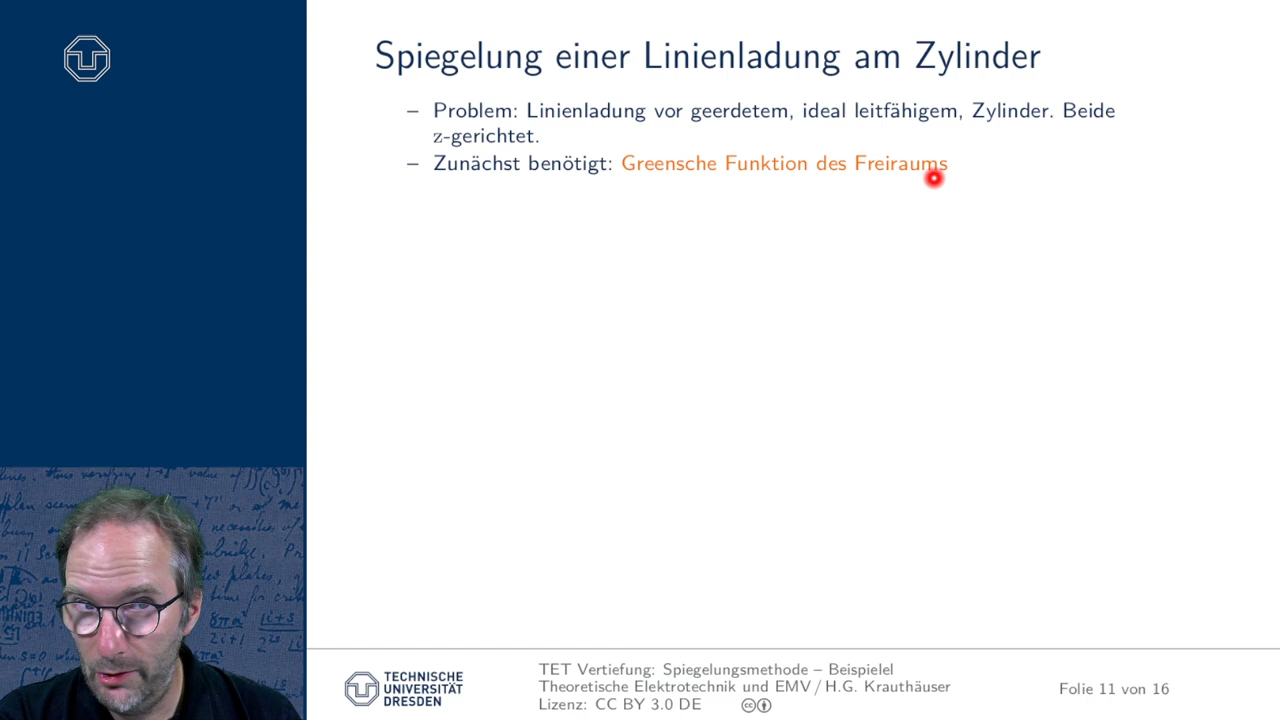 Spiegelung einer Linienladung am Zylinder
– Problem: Linienladung vor geerdetem, ideal leitfähigem, Zylinder. Beide
z-gerichtet.
– Zunächst benötigt: Greensche Funktion des Freiraums
TECHNISCHE
UNIVERSITÄT
DRESDEN
TET Vertiefung: Spiegelungsmethode – Beispielel
Theoretische Elektrotechnik und EMV / H.G. Krauthäuser
Lizenz: CC BY 3.0 DE
Folie 11 von 16